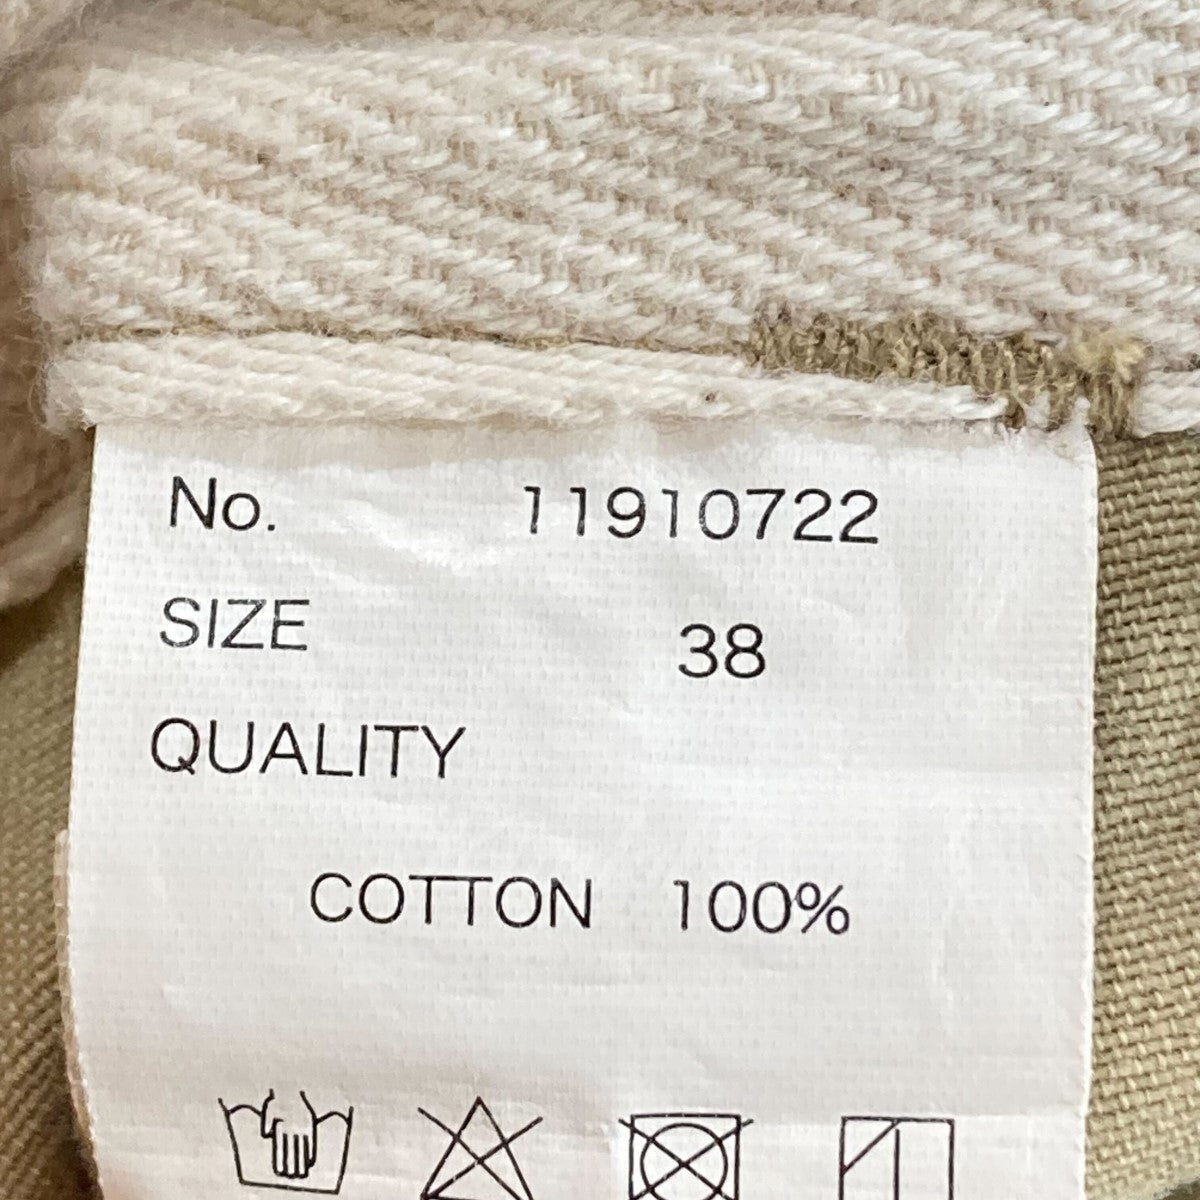 No. 11910722
SIZE 38
QUALITY
COTTON 100%